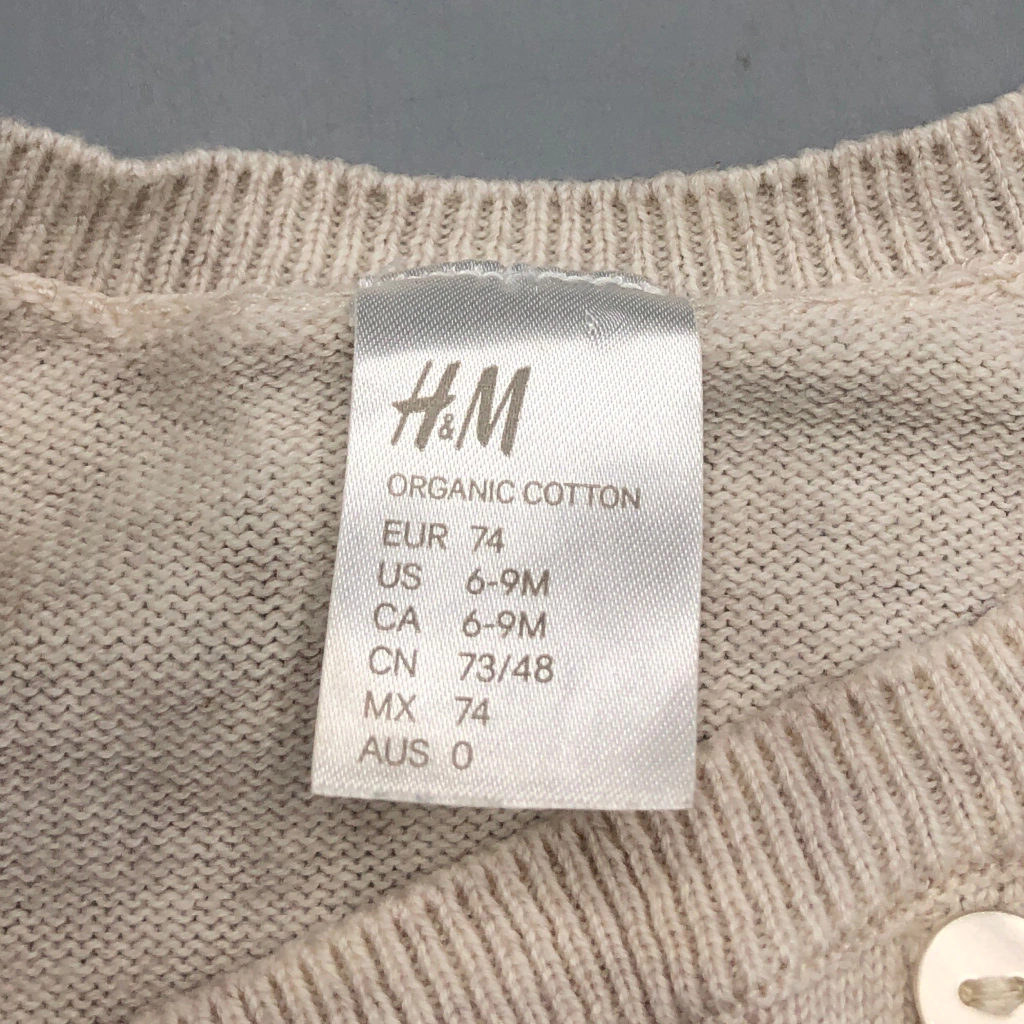 H&M
ORGANIC COTTON
EUR 74
US 6-9M
CA 6-9M
CN 73/48
MX 74
AUS 0